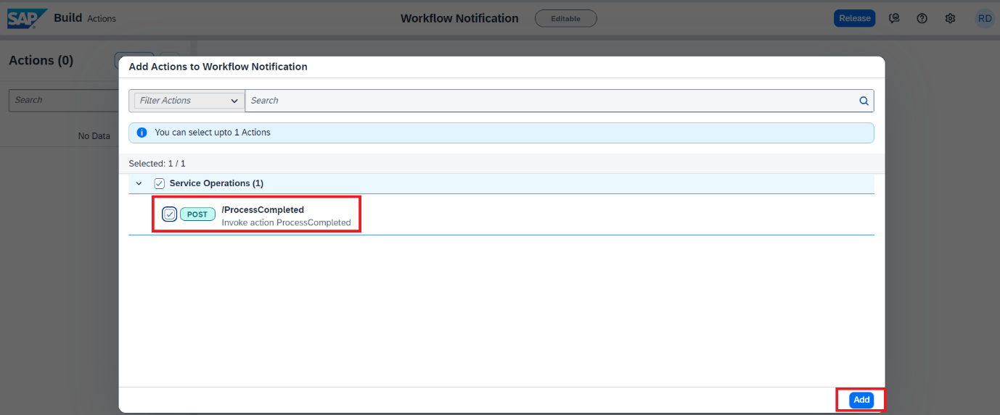 SAP Build Actions Workflow Notification Editable Release RD
Actions (0)
Search
No Data
Add Actions to Workflow Notification
Filter Actions Search
You can select upto 1 Actions
Selected: 1 / 1
Service Operations (1)
POST /ProcessCompleted
Invoke action ProcessCompleted
Add